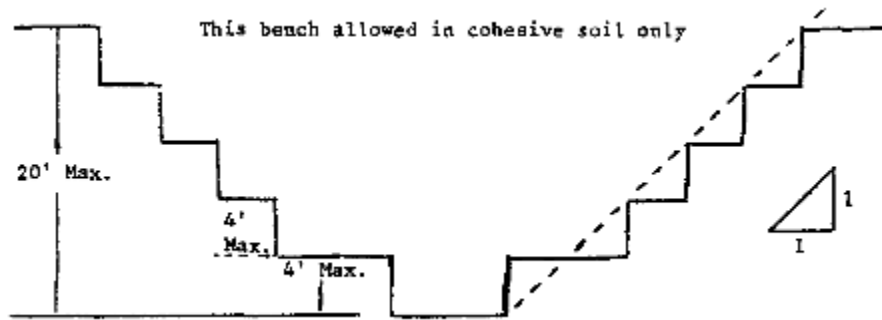 This bench allowed in cohesive soil only
20' Max.
4'
Max.
4' Max.
1
1